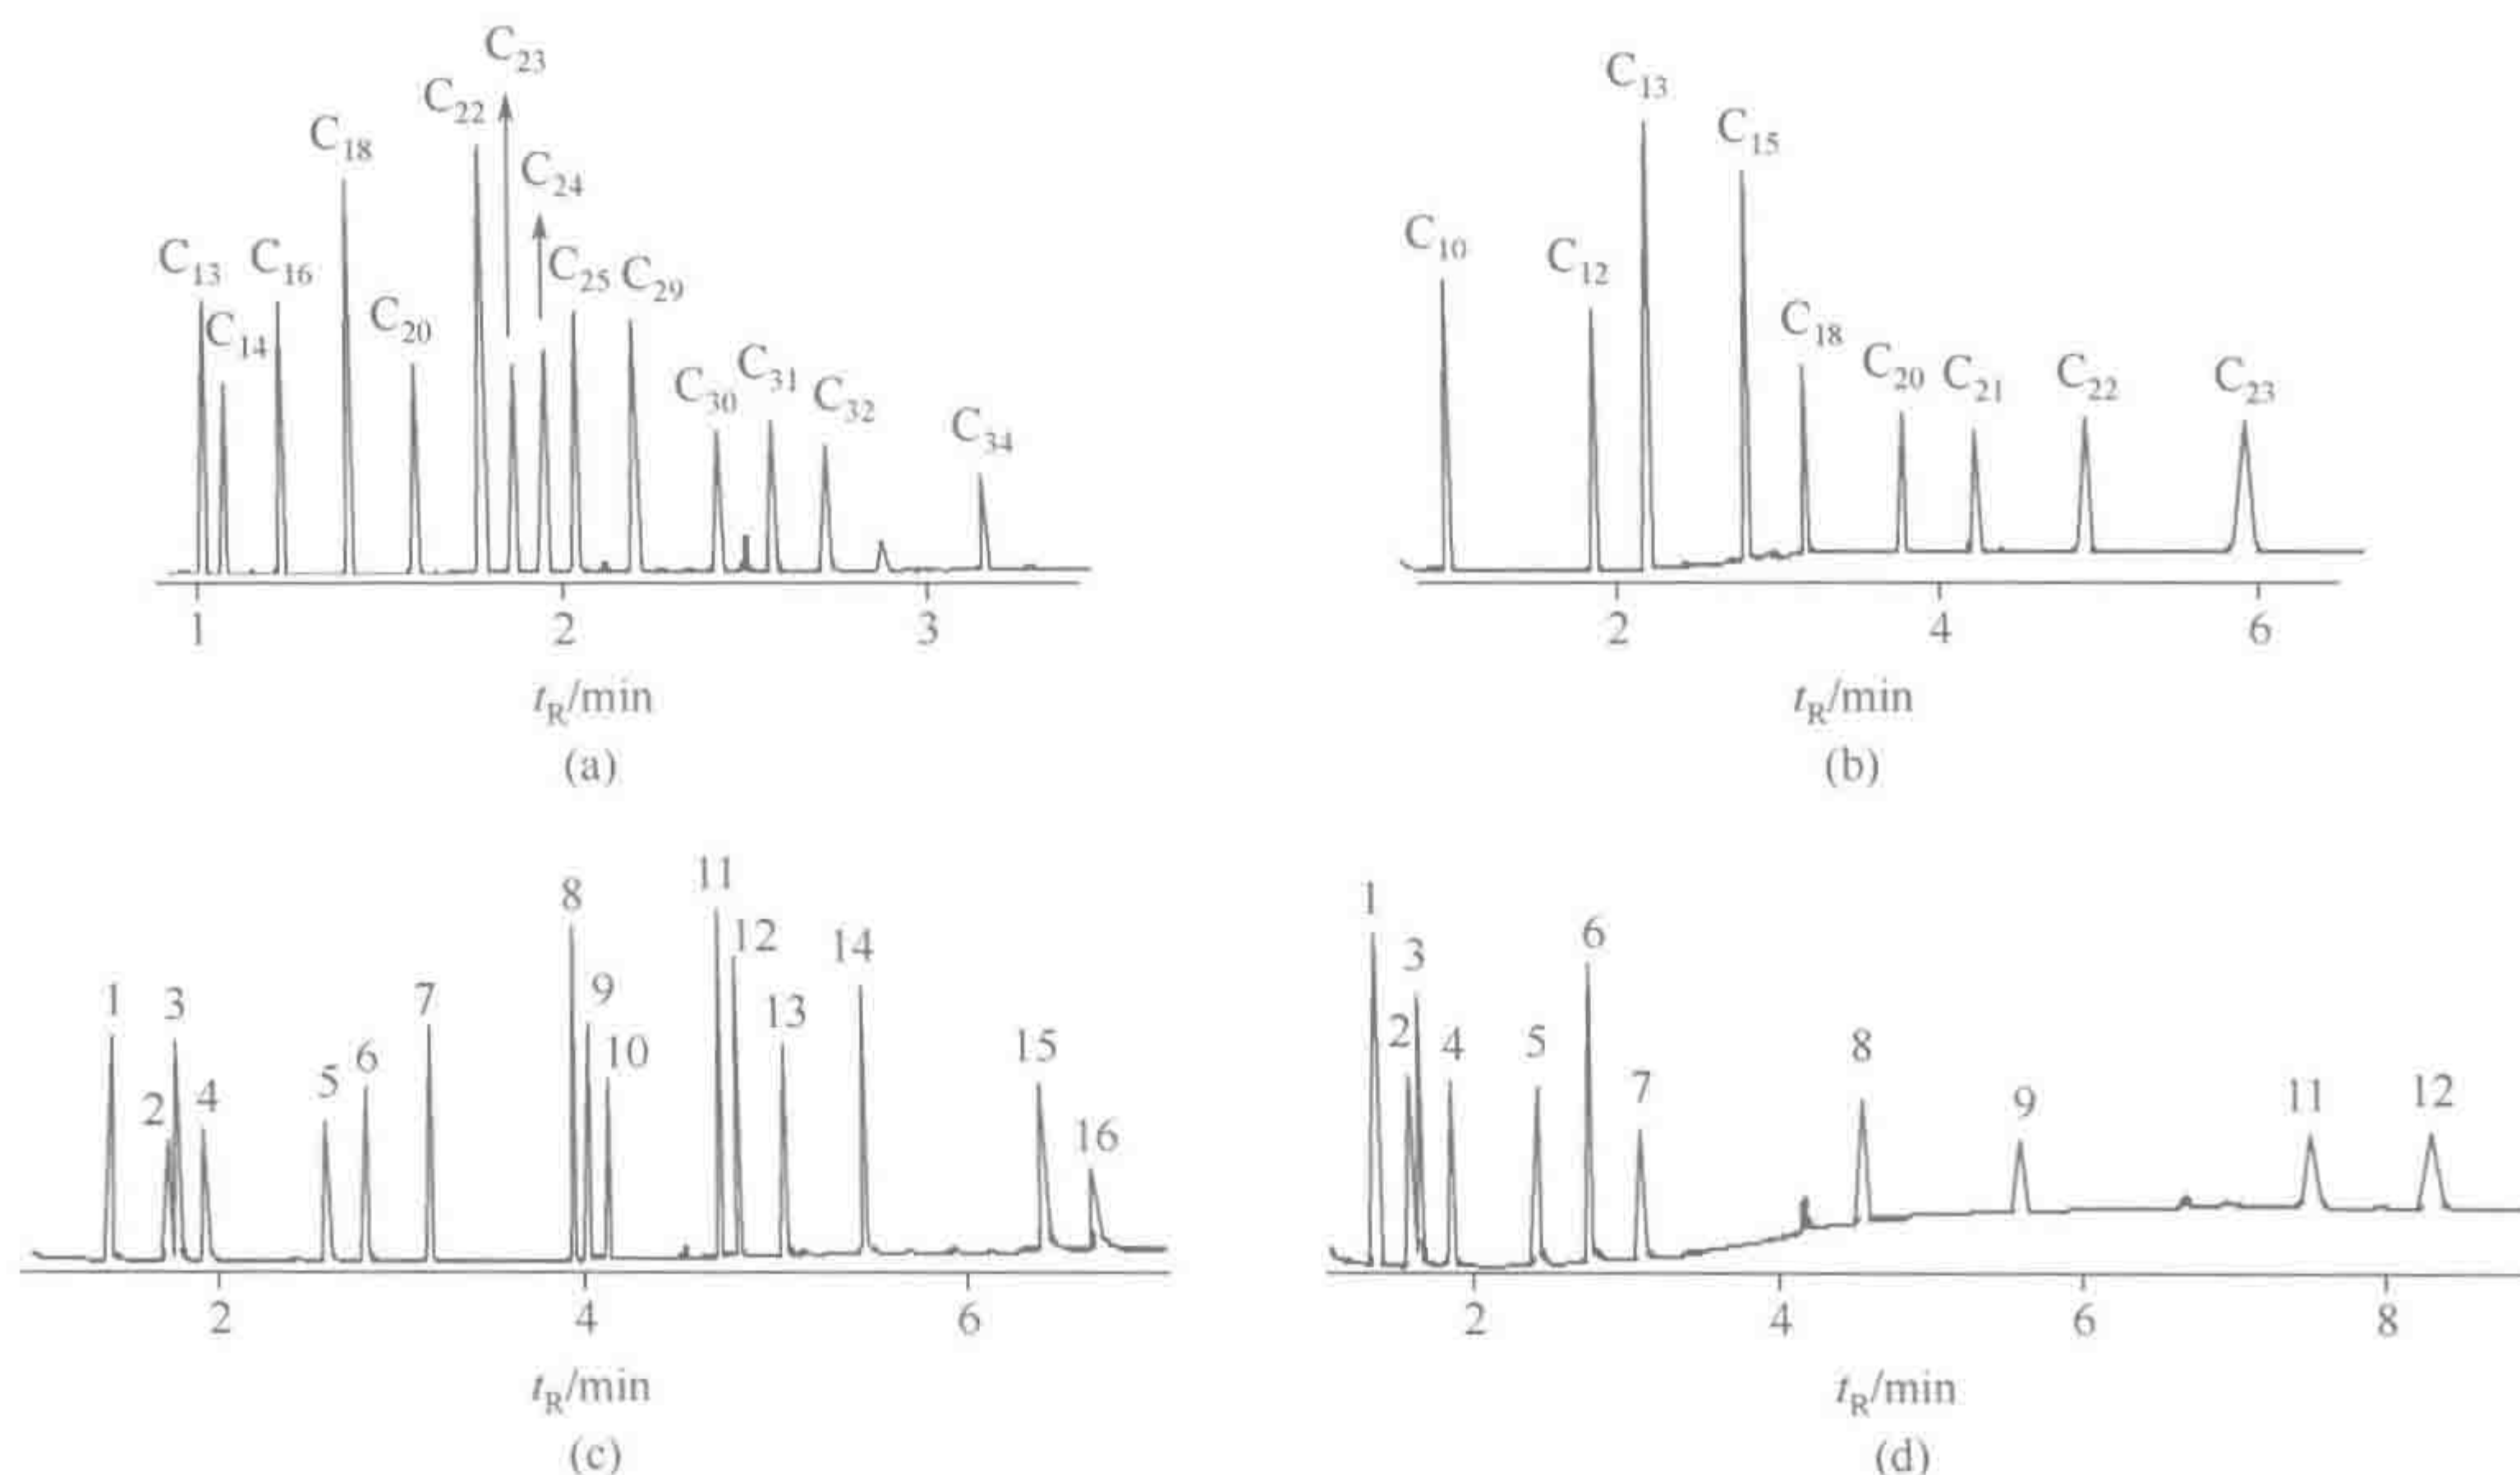 C13 C14 C16 C18 C20 C22 C23 C24 C25 C29 C30 C31 C32 C34
1 2 3
tR/min
(a)
C10 C12 C13 C15 C18 C20 C21 C22 C23
2 4 6
tR/min
(b)
1 2 3 4 5 6 7 8 9 10 11 12 13 14 15 16
2 4 6
tR/min
(c)
1 2 3 4 5 6 7 8 9 11 12
2 4 6 8
tR/min
(d)